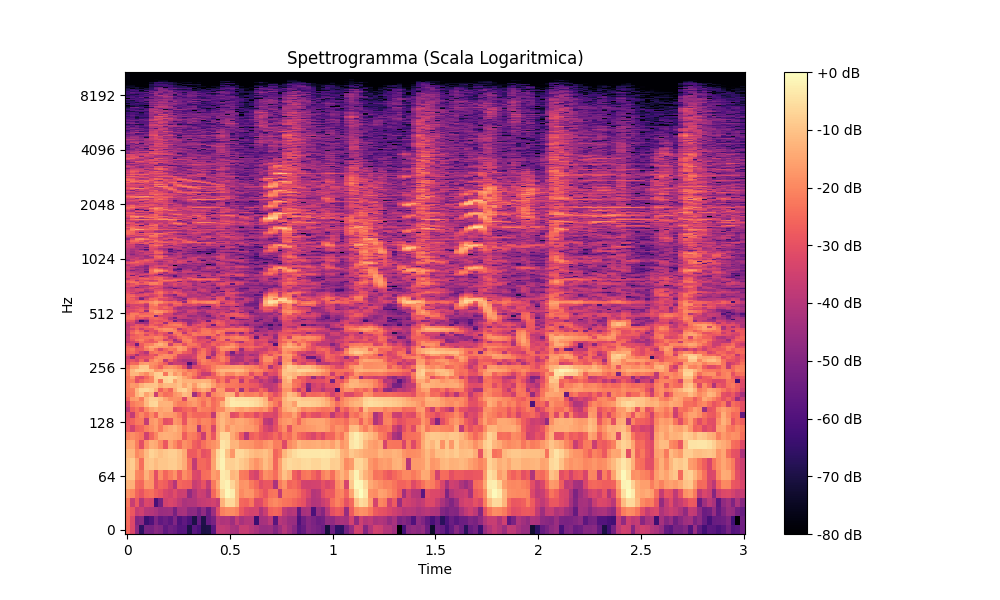 Spettrogramma (Scala Logaritmica)
Hz
8192
4096
2048
1024
512
256
128
64
0
0 0.5 1 1.5 2 2.5 3
Time
+0 dB
-10 dB
-20 dB
-30 dB
-40 dB
-50 dB
-60 dB
-70 dB
-80 dB